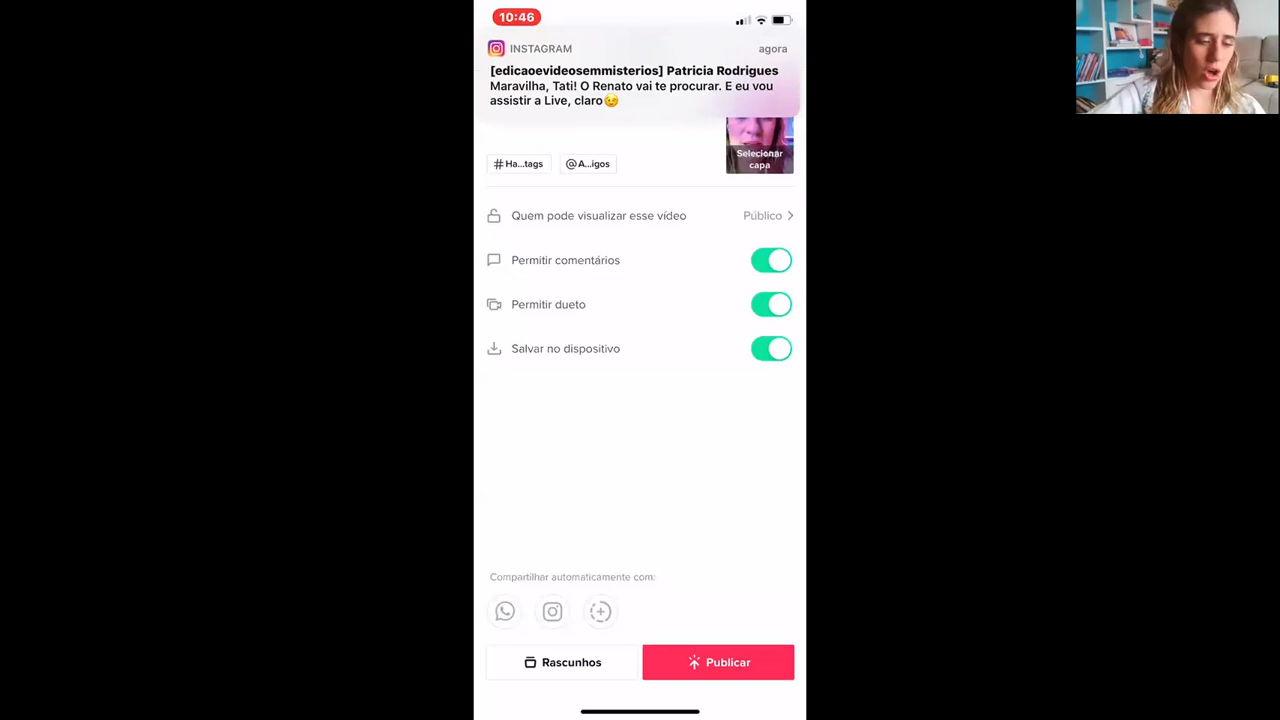 10:46
INSTAGRAM
agora
[edicaoevideosemmisterios] Patricia Rodrigues
Maravilha, Tati! O Renato vai te procurar. E eu vou
assistir a Live, claro😉
Selecionar
capa
# Ha...tags
@ A...igos
Quem pode visualizar esse vídeo
Público
Permitir comentários
Permitir dueto
Salvar no dispositivo
Compartilhar automaticamente com:
Rascunhos
Publicar